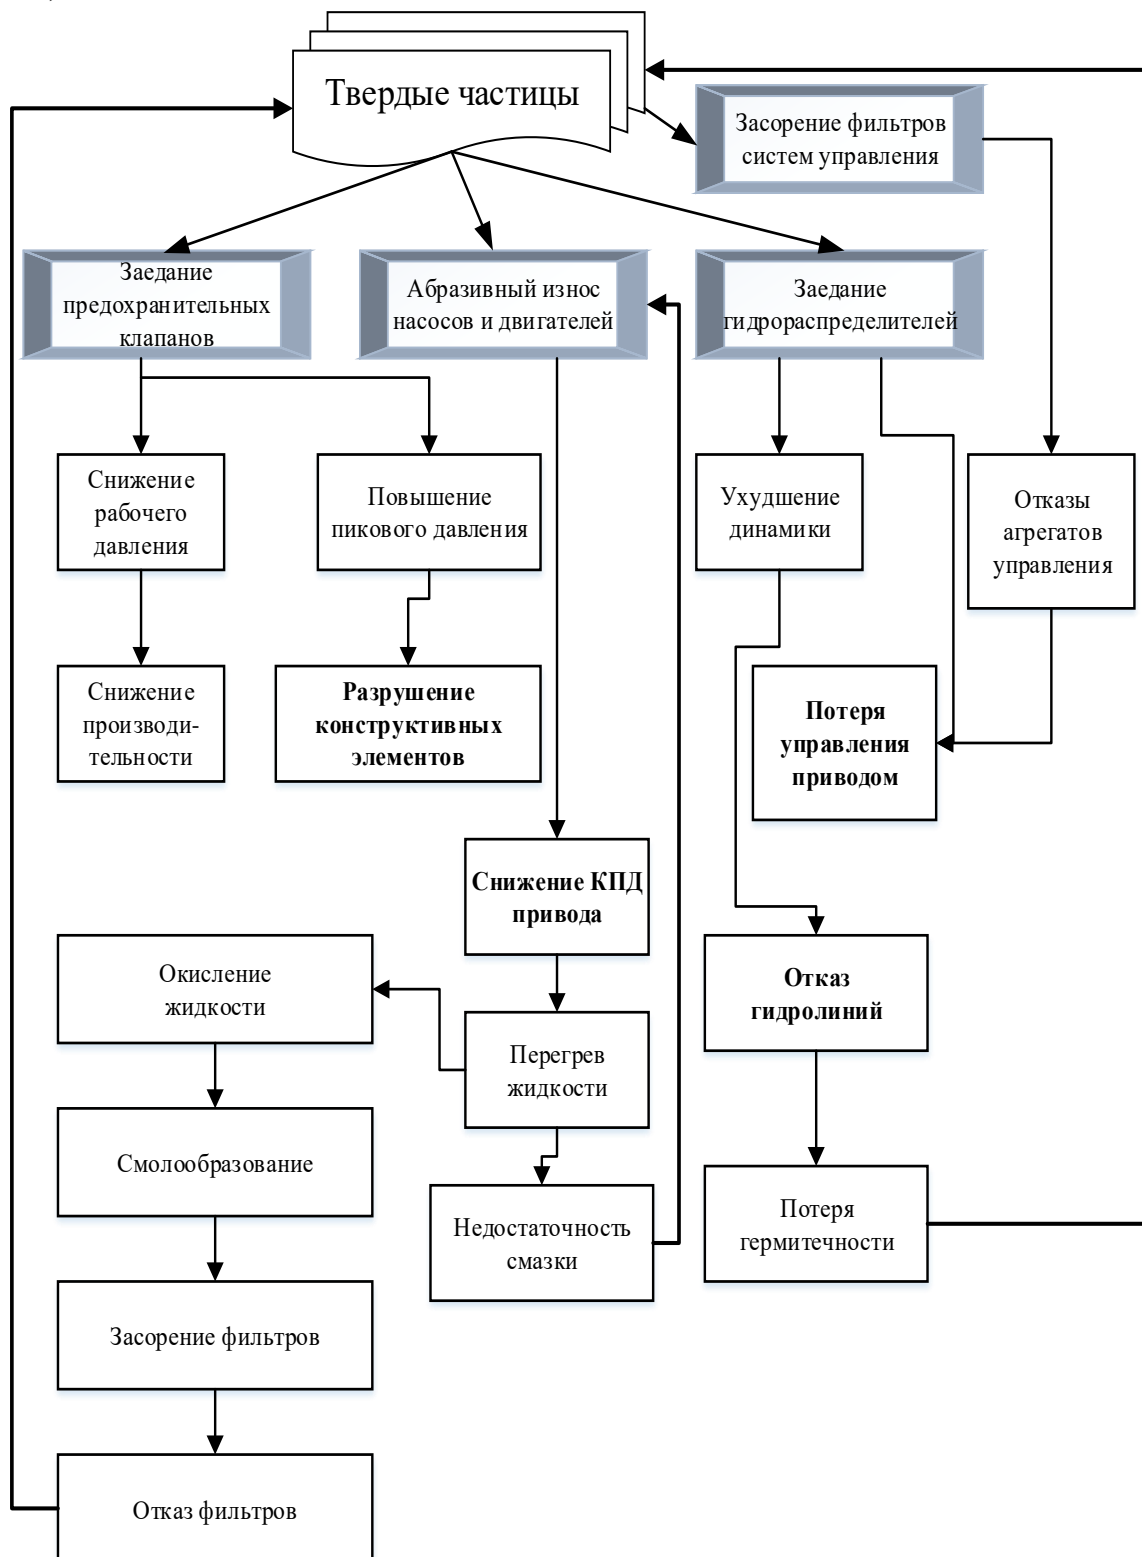 Твердые частицы
Засорение фильтров
систем управления
Заедание
предохранительных
клапанов
Абразивный износ
насосов и двигателей
Заедание
гидрораспределителей
Снижение
рабочего
давления
Повышение
пикового давления
Ухудшение
динамики
Отказы
агрегатов
управления
Снижение
производи-
тельности
Разрушение
конструктивных
элементов
Потеря
управления
приводом
Снижение КПД
привода
Окисление
жидкости
Отказ
гидролиний
Перегрев
жидкости
Смолообразование
Недостаточность
смазки
Потеря
гермитечности
Засорение фильтров
Отказ фильтров